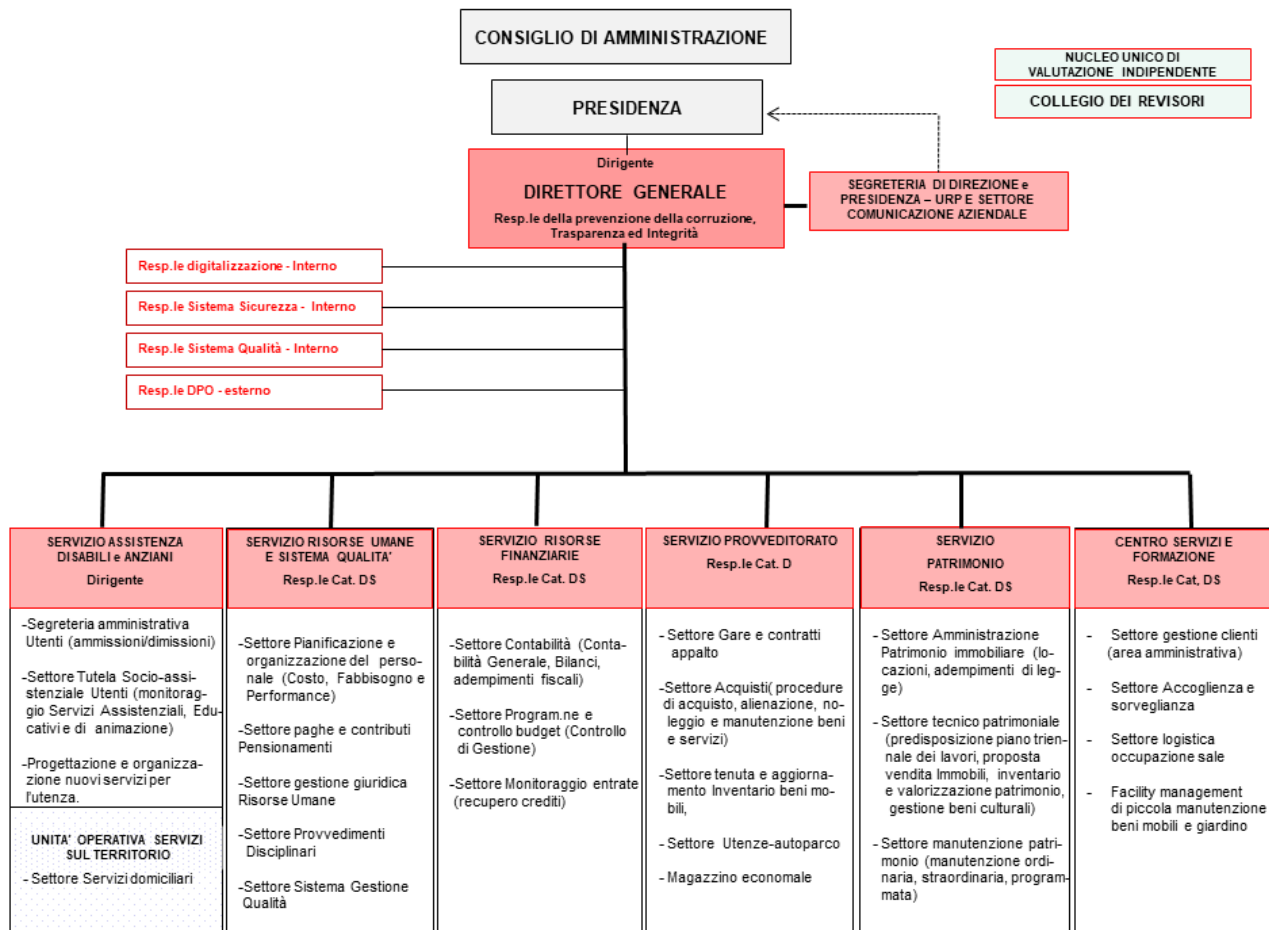 CONSIGLIO DI AMMINISTRAZIONE
NUCLEO UNICO DI
VALUTAZIONE INDIPENDENTE
COLLEGIO DEI REVISORI
PRESIDENZA
Dirigente
DIRETTORE GENERALE
Resp.le della prevenzione della corruzione,
Trasparenza ed Integrità
SEGRETERIA DI DIREZIONE e
PRESIDENZA – URP E SETTORE
COMUNICAZIONE AZIENDALE
Resp.le digitalizzazione - Interno
Resp.le Sistema Sicurezza - Interno
Resp.le Sistema Qualità - Interno
Resp.le DPO - esterno
SERVIZIO ASSISTENZA
DISABILI e ANZIANI
Dirigente
-Segreteria amministrativa
Utenti (ammissioni/dimissioni)
-Settore Tutela Socio-assi-
stenziale Utenti (monitorag-
gio Servizi Assistenziali, Edu-
cativi e di animazione)
-Progettazione e organizza-
zione nuovi servizi per
l'utenza.
UNITA' OPERATIVA SERVIZI
SUL TERRITORIO
- Settore Servizi domiciliari
SERVIZIO RISORSE UMANE
E SISTEMA QUALITA'
Resp.le Cat. DS
-Settore Pianificazione e
organizzazione del perso-
nale (Costo, Fabbisogno e
Performance)
-Settore paghe e contributi
Pensionamenti
-Settore gestione giuridica
Risorse Umane
-Settore Provvedimenti
Disciplinari
-Settore Sistema Gestione
Qualità
SERVIZIO RISORSE
FINANZIARIE
Resp.le Cat. DS
-Settore Contabilità (Conta-
bilità Generale, Bilanci,
adempimenti fiscali)
-Settore Program.ne e
controllo budget (Controllo
di Gestione)
-Settore Monitoraggio entrate
(recupero crediti)
SERVIZIO PROVVEDITORATO
Resp.le Cat. D
- Settore Gare e contratti
appalto
-Settore Acquisti( procedure
di acquisto, alienazione, no-
leggio e manutenzione beni
e servizi)
-Settore tenuta e aggiorna-
mento Inventario beni mo-
bili,
- Settore Utenze-autoparco
- Magazzino economale
SERVIZIO
PATRIMONIO
Resp.le Cat. DS
- Settore Amministrazione
Patrimonio immobiliare (lo-
cazioni, adempimenti di leg-
ge)
- Settore tecnico patrimoniale
(predisposizione piano trien-
nale dei lavori, proposta
vendita Immobili, inventario
e valorizzazione patrimonio,
gestione beni culturali)
- Settore manutenzione patri-
monio (manutenzione ordi-
naria, straordinaria, program-
mata)
CENTRO SERVIZI E
FORMAZIONE
Resp.le Cat, DS
- Settore gestione clienti
(area amministrativa)
- Settore Accoglienza e
sorveglianza
- Settore logistica
occupazione sale
- Facility management
di piccola manutenzione
beni mobili e giardino